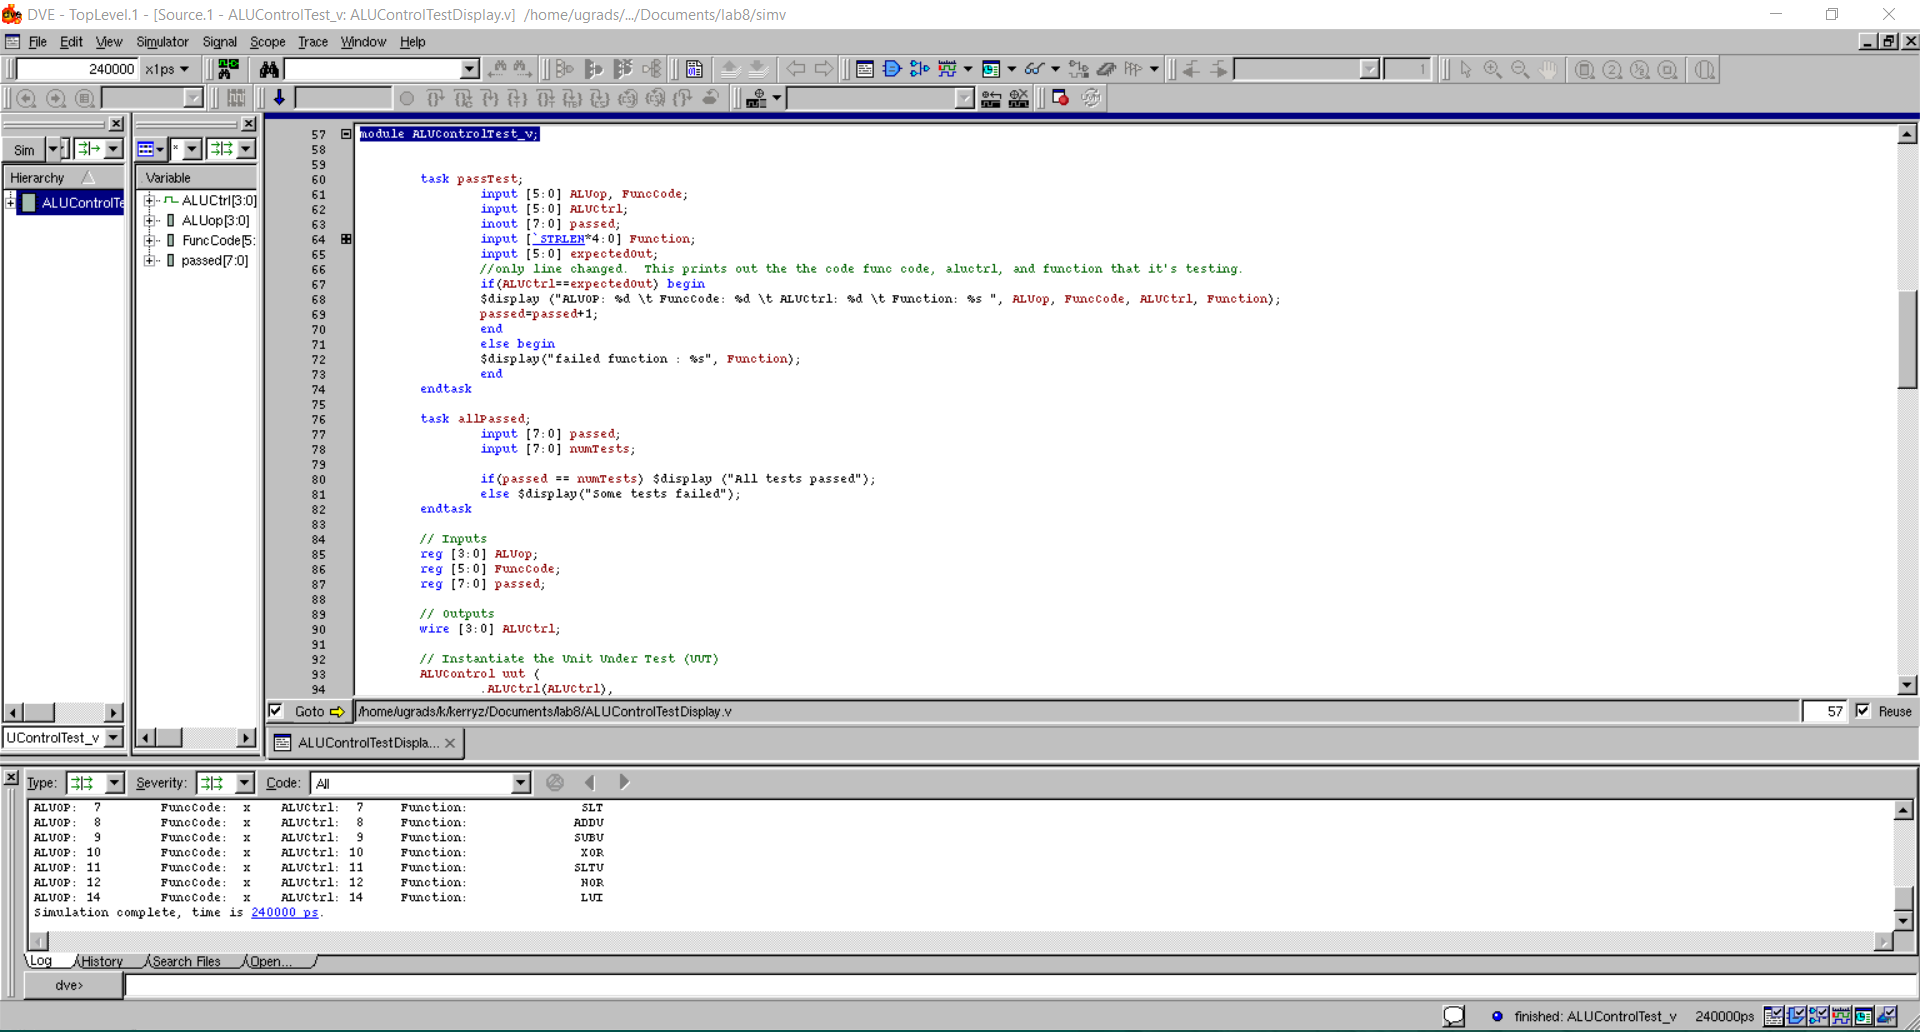 DVE - TopLevel.1 - [Source.1 - ALUControlTest_v: ALUControlTestDisplay.v] /home/ugrads/.../Documents/lab8/simv
File Edit View Simulator Signal Scope Trace Window Help
240000 x1ps
1
Sim
Hierarchy
ALUControlTe
UControlTest_v
Variable
ALUCtrl[3:0]
ALUop[3:0]
FuncCode[5:
passed[7:0]
57 module ALUControlTest_v;
58
59
60 task passTest;
61 input [5:0] ALUop, FuncCode;
62 input [5:0] ALUCtrl;
63 inout [7:0] passed;
64 input [`STRLEN*4:0] Function;
65 input [5:0] expectedOut;
66 //only line changed.  This prints out the the code func code, aluctrl, and function that it's testing.
67 if(ALUCtrl==expectedOut) begin
68 $display ("ALUOP: %d \t FuncCode: %d \t ALUCtrl: %d \t Function: %s ", ALUop, FuncCode, ALUCtrl, Function);
69 passed=passed+1;
70 end
71 else begin
72 $display("failed function : %s", Function);
73 end
74 endtask
75
76 task allPassed;
77 input [7:0] passed;
78 input [7:0] numTests;
79
80 if(passed == numTests) $display ("All tests passed");
81 else $display("Some tests failed");
82 endtask
83
84 // Inputs
85 reg [3:0] ALUop;
86 reg [5:0] FuncCode;
87 reg [7:0] passed;
88
89 // Outputs
90 wire [3:0] ALUCtrl;
91
92 // Instantiate the Unit Under Test (UUT)
93 ALUControl uut (
94 .ALUCtrl(ALUCtrl),
Goto /home/ugrads/k/kerryz/Documents/lab8/ALUControlTestDisplay.v 57 Reuse
ALUControlTestDispla...
Type: Severity: Code: All
ALUOP: 7 FuncCode: x ALUCtrl: 7 Function: SLT
ALUOP: 8 FuncCode: x ALUCtrl: 8 Function: ADDU
ALUOP: 9 FuncCode: x ALUCtrl: 9 Function: SUBU
ALUOP: 10 FuncCode: x ALUCtrl: 10 Function: XOR
ALUOP: 11 FuncCode: x ALUCtrl: 11 Function: SLTU
ALUOP: 12 FuncCode: x ALUCtrl: 12 Function: NOR
ALUOP: 14 FuncCode: x ALUCtrl: 14 Function: LUI
Simulation complete, time is 240000 ps.
Log History Search Files Open...
dve>
finished: ALUControlTest_v 240000ps